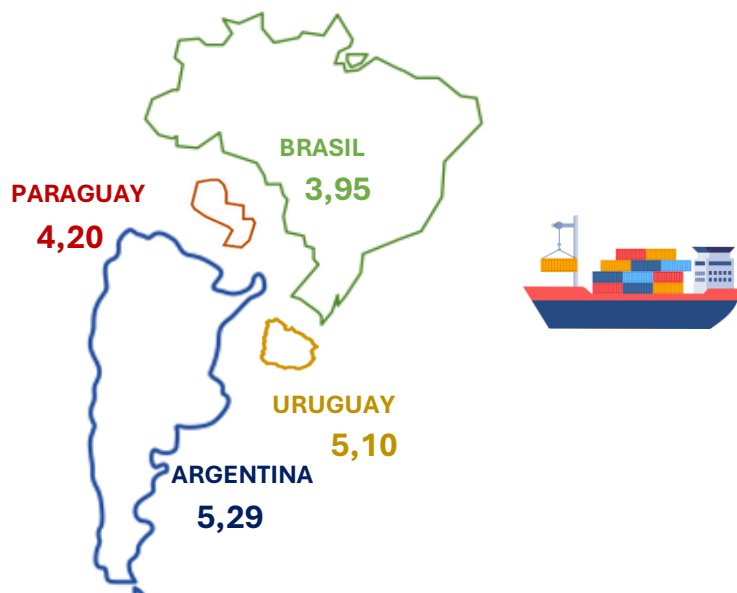 BRASIL
3,95
PARAGUAY
4,20
URUGUAY
5,10
ARGENTINA
5,29